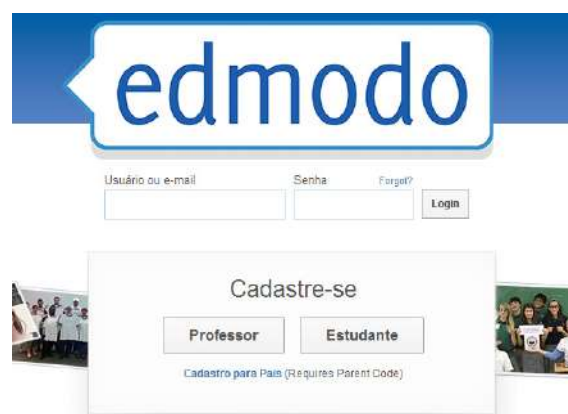 edmodo
Usuário ou e-mail Senha Forgot?
Login
Cadastre-se
Professor Estudante
Cadastro para Pais (Requires Parent Code)